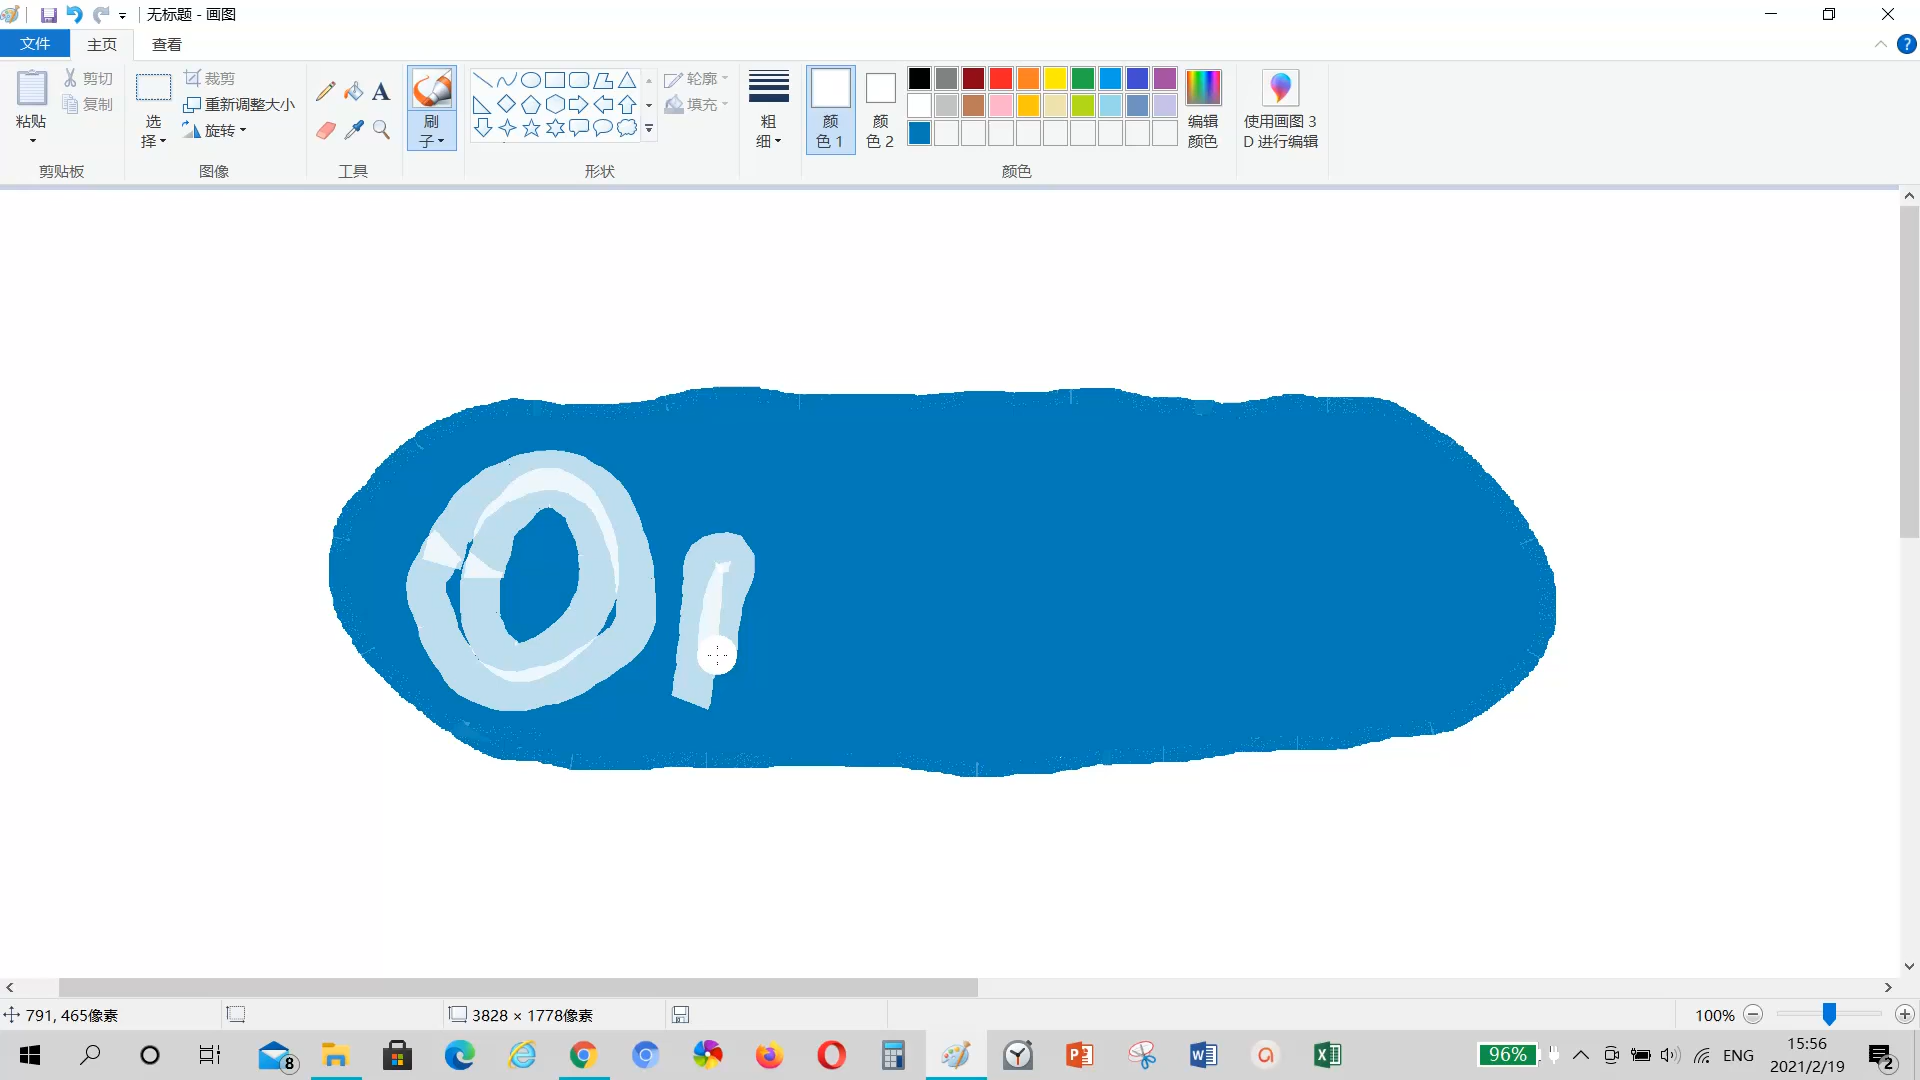 无标题 - 画图
文件 主页 查看
粘贴 剪切 复制 选择 裁剪 重新调整大小 旋转 A 刷子 轮廓 填充 粗细 颜色 1 颜色 2 编辑颜色 使用画图 3D 进行编辑
剪贴板 图像 工具 形状 颜色
791, 465像素 3828 × 1778像素 100%
8 96% ENG 15:56 2021/2/19 2